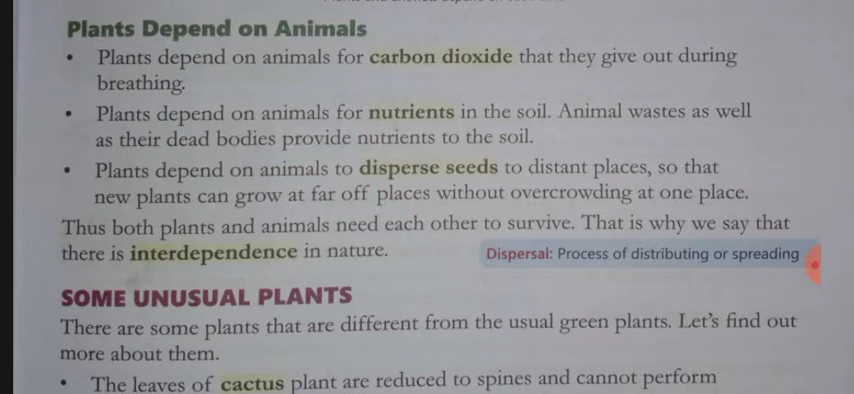 Plants Depend on Animals
• Plants depend on animals for carbon dioxide that they give out during
breathing.
• Plants depend on animals for nutrients in the soil. Animal wastes as well
as their dead bodies provide nutrients to the soil.
• Plants depend on animals to disperse seeds to distant places, so that
new plants can grow at far off places without overcrowding at one place.
Thus both plants and animals need each other to survive. That is why we say that
there is interdependence in nature.
Dispersal: Process of distributing or spreading
SOME UNUSUAL PLANTS
There are some plants that are different from the usual green plants. Let's find out
more about them.
• The leaves of cactus plant are reduced to spines and cannot perform